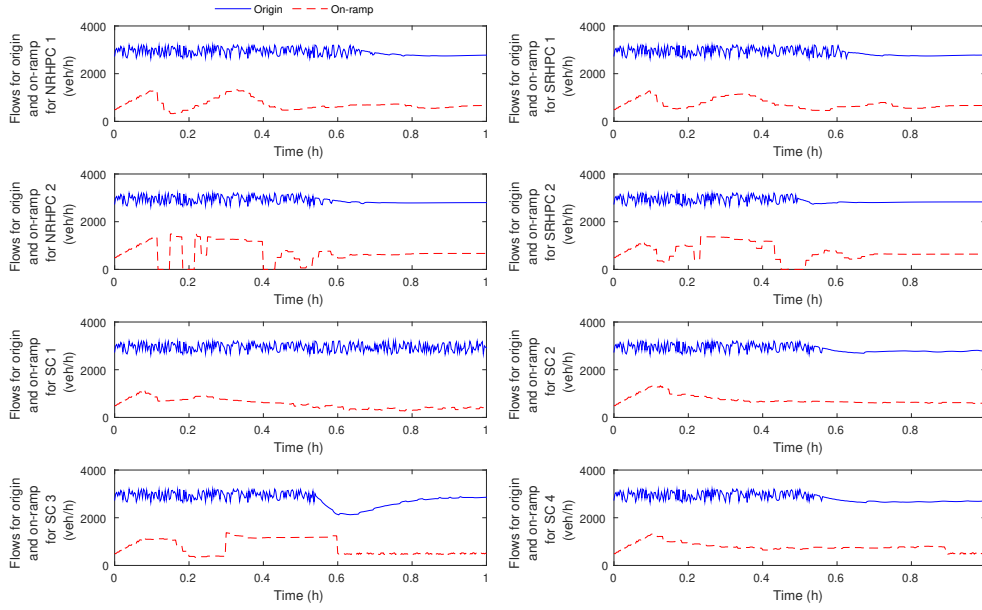 Origin
On-ramp
Flows for origin
and on-ramp
for NRHPC 1
(veh/h)
4000
2000
0
0
0.2
0.4
0.6
0.8
1
Time (h)
Flows for origin
and on-ramp
for SRHPC 1
(veh/h)
4000
2000
0
0
0.2
0.4
0.6
0.8
Time (h)
Flows for origin
and on-ramp
for NRHPC 2
(veh/h)
4000
2000
0
0
0.2
0.4
0.6
0.8
1
Time (h)
Flows for origin
and on-ramp
for SRHPC 2
(veh/h)
4000
2000
0
0
0.2
0.4
0.6
0.8
Time (h)
Flows for origin
and on-ramp
for SC 1
(veh/h)
4000
2000
0
0
0.2
0.4
0.6
0.8
1
Time (h)
Flows for origin
and on-ramp
for SC 2
(veh/h)
4000
2000
0
0
0.2
0.4
0.6
0.8
Time (h)
Flows for origin
and on-ramp
for SC 3
(veh/h)
4000
2000
0
0
0.2
0.4
0.6
0.8
1
Time (h)
Flows for origin
and on-ramp
for SC 4
(veh/h)
4000
2000
0
0
0.2
0.4
0.6
0.8
Time (h)